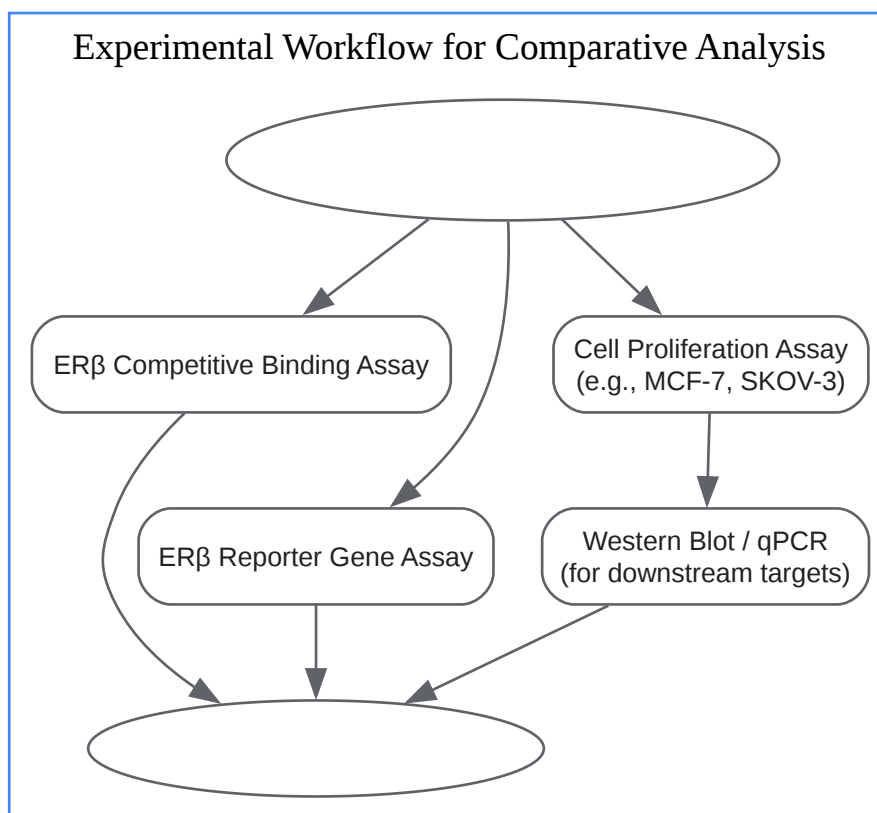 Experimental Workflow for Comparative Analysis
ERβ Competitive Binding Assay
Cell Proliferation Assay
(e.g., MCF-7, SKOV-3)
ERβ Reporter Gene Assay
Western Blot / qPCR
(for downstream targets)